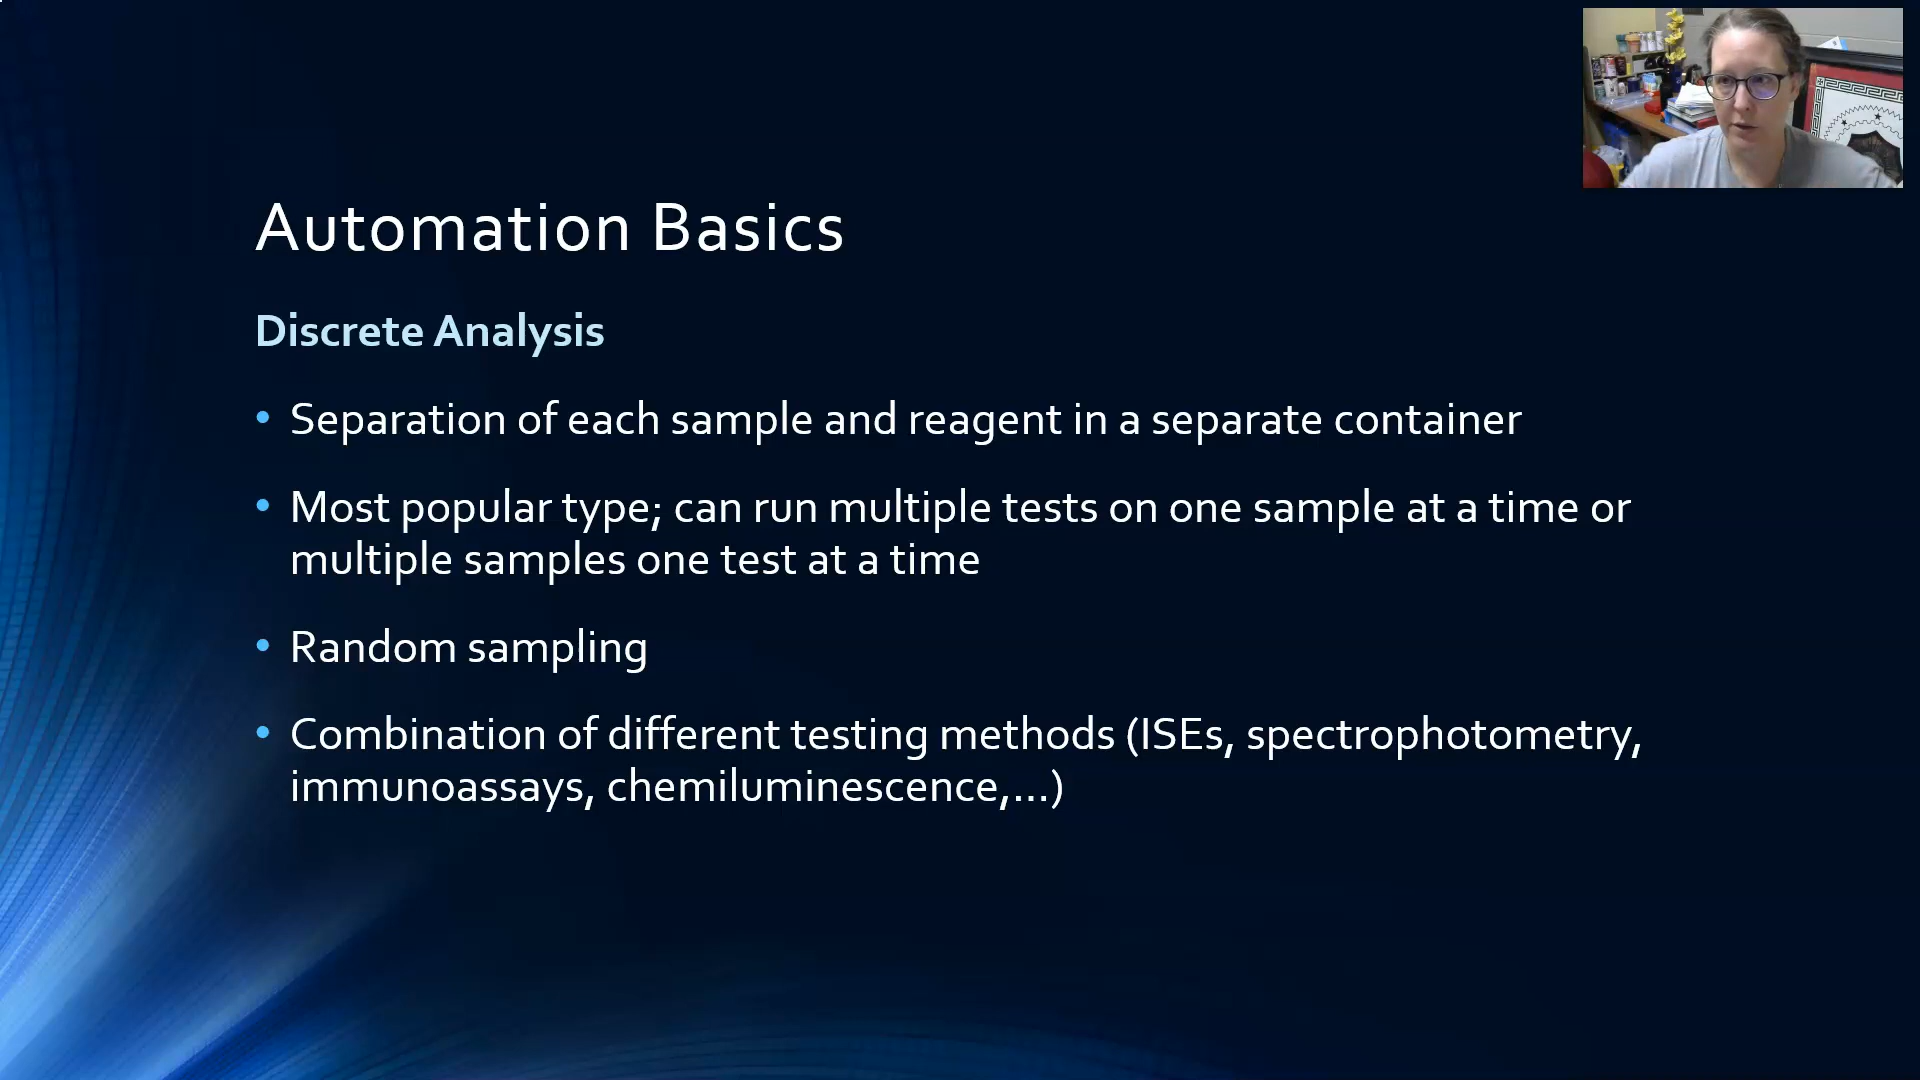 Automation Basics
Discrete Analysis
• Separation of each sample and reagent in a separate container
• Most popular type; can run multiple tests on one sample at a time or
multiple samples one test at a time
• Random sampling
• Combination of different testing methods (ISEs, spectrophotometry,
immunoassays, chemiluminescence,...)